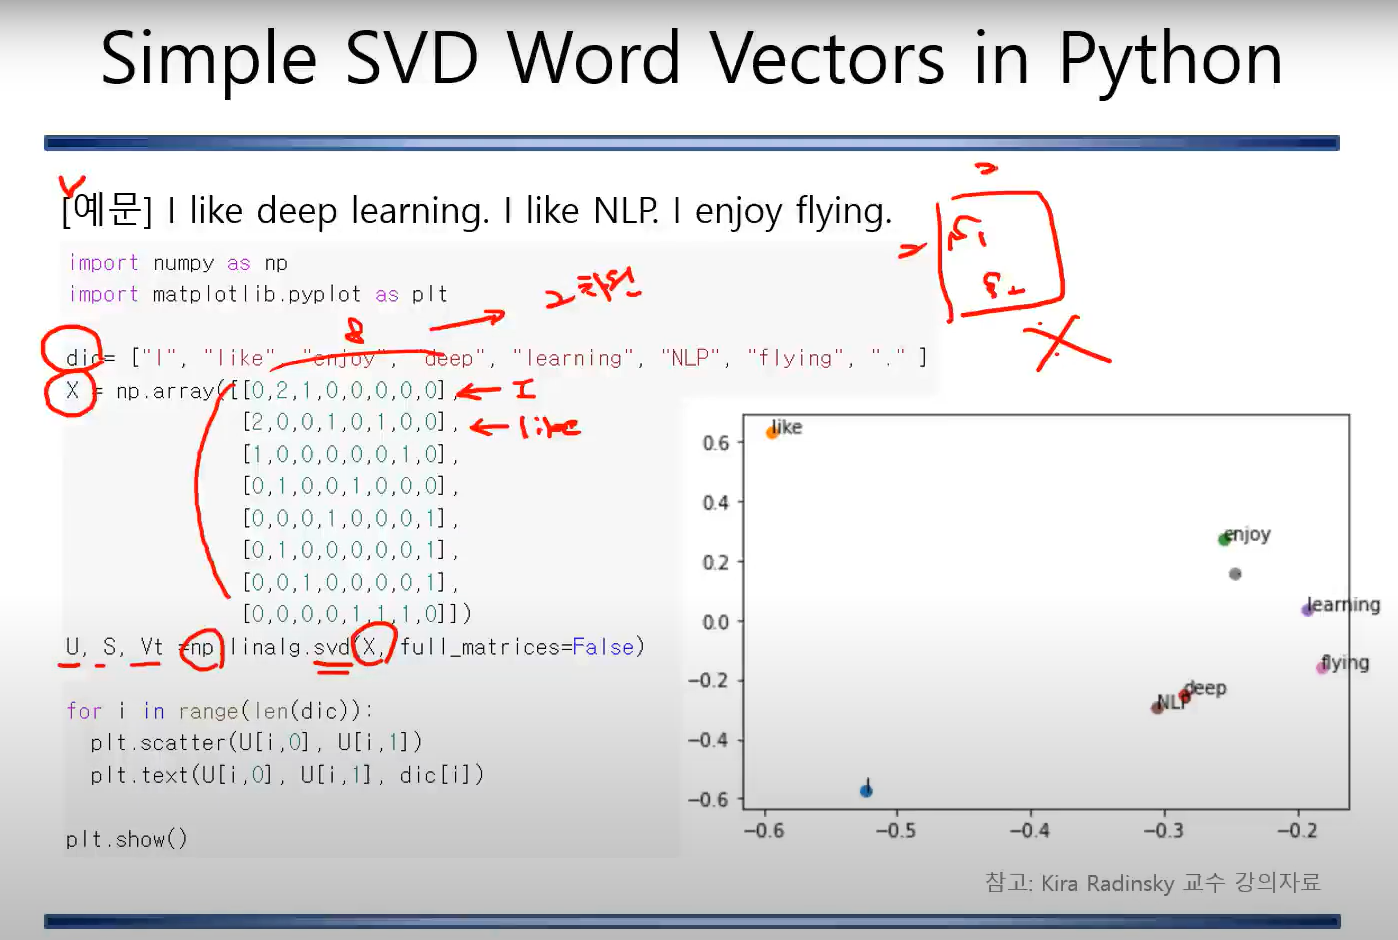 Simple SVD Word Vectors in Python
[예문] I like deep learning. I like NLP. I enjoy flying.
import numpy as np
import matplotlib.pyplot as plt
2차원
8
dic= ["I", "like", "enjoy", "deep", "learning", "NLP", "flying", "." ]
X = np.array([[0,2,1,0,0,0,0,0], I
[2,0,0,1,0,1,0,0], like
[1,0,0,0,0,0,1,0],
[0,1,0,0,1,0,0,0],
[0,0,0,1,0,0,0,1],
[0,1,0,0,0,0,0,1],
[0,0,1,0,0,0,0,1],
[0,0,0,0,1,1,1,0]])
U, S, Vt =np.linalg.svd(X, full_matrices=False)
for i in range(len(dic)):
plt.scatter(U[i,0], U[i,1])
plt.text(U[i,0], U[i,1], dic[i])
plt.show()
0.6
0.4
0.2
0.0
−0.2
−0.4
−0.6
like
enjoy
.
learning
flying
deep
NLP
I
−0.6 −0.5 −0.4 −0.3 −0.2
참고: Kira Radinsky 교수 강의자료